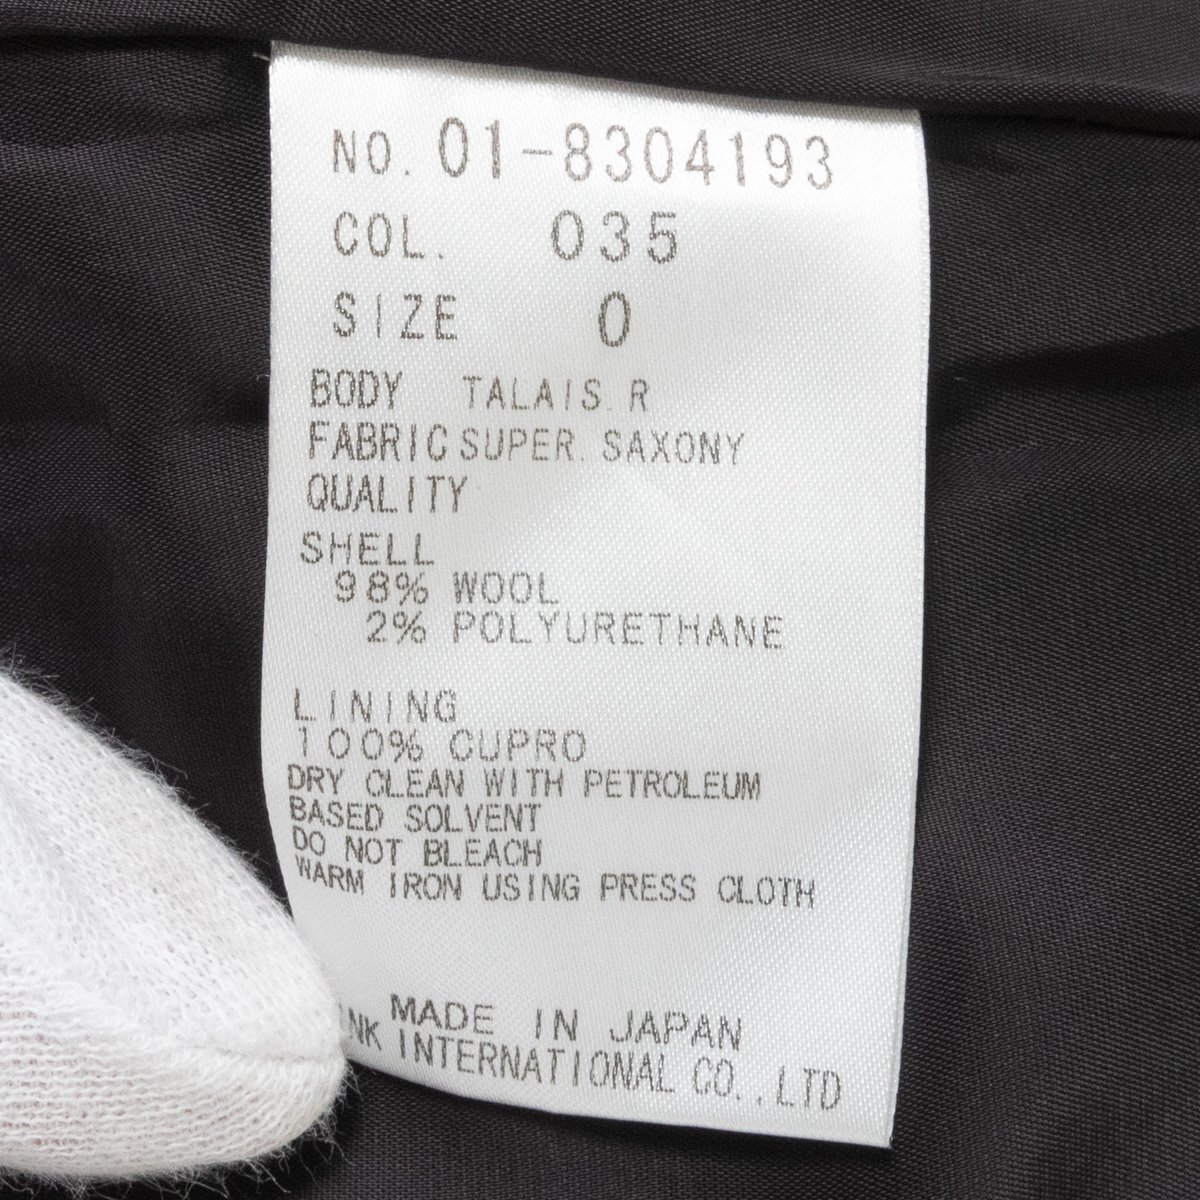 NO. 01-8304193
COL. 035
SIZE 0
BODY TALAIS.R
FABRIC SUPER. SAXONY
QUALITY
SHELL
98% WOOL
2% POLYURETHANE
LINING
100% CUPRO
DRY CLEAN WITH PETROLEUM
BASED SOLVENT
DO NOT BLEACH
WARM IRON USING PRESS CLOTH
MADE IN JAPAN
INTERNATIONAL CO., LTD